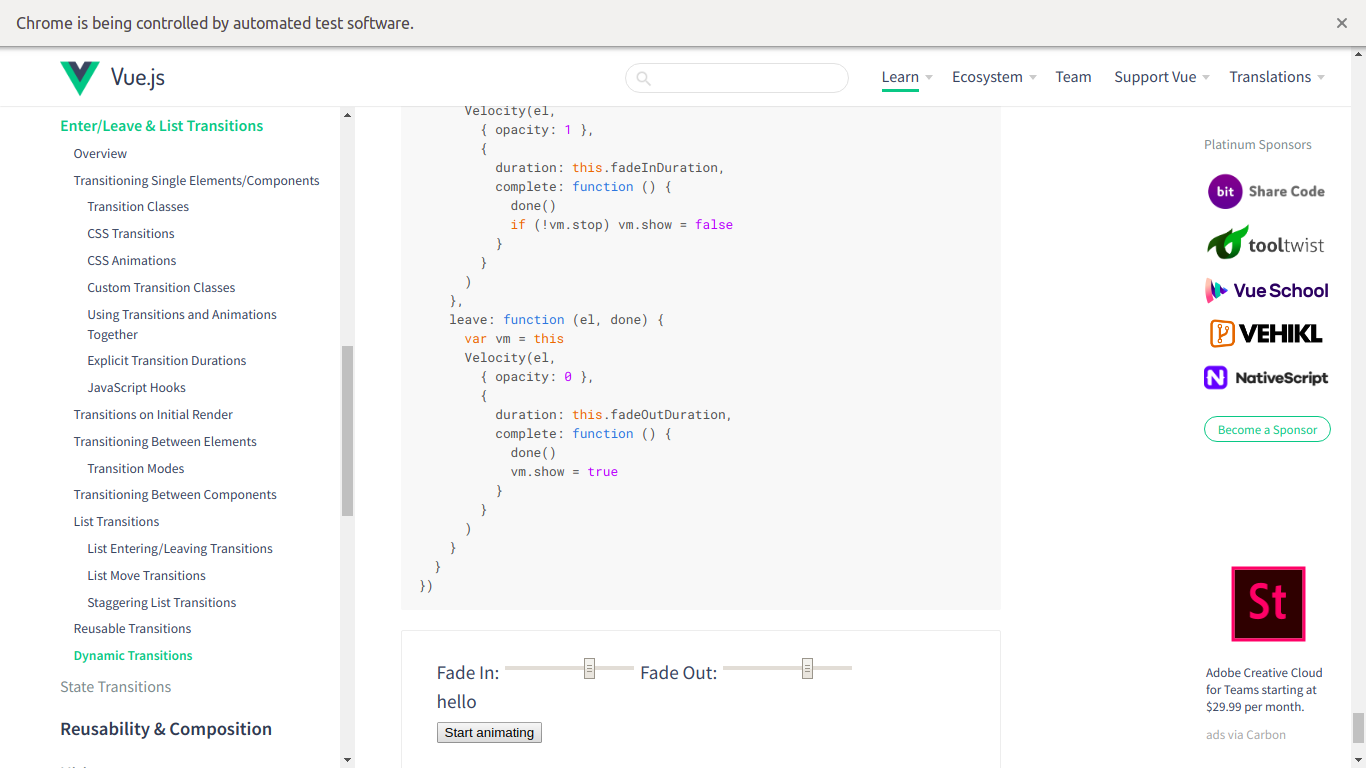 Chrome is being controlled by automated test software.
Vue.js
Learn
Ecosystem
Team
Support Vue
Translations
Enter/Leave & List Transitions
Overview
Transitioning Single Elements/Components
Transition Classes
CSS Transitions
CSS Animations
Custom Transition Classes
Using Transitions and Animations
Together
Explicit Transition Durations
JavaScript Hooks
Transitions on Initial Render
Transitioning Between Elements
Transition Modes
Transitioning Between Components
List Transitions
List Entering/Leaving Transitions
List Move Transitions
Staggering List Transitions
Reusable Transitions
Dynamic Transitions
State Transitions
Reusability & Composition
Velocity(el,
{ opacity: 1 },
{
duration: this.fadeInDuration,
complete: function () {
done()
if (!vm.stop) vm.show = false
}
}
)
},
leave: function (el, done) {
var vm = this
Velocity(el,
{ opacity: 0 },
{
duration: this.fadeOutDuration,
complete: function () {
done()
vm.show = true
}
}
)
}
}
})
Fade In:
Fade Out:
hello
Start animating
Platinum Sponsors
bit Share Code
tooltwist
Vue School
VEHIKL
N NativeScript
Become a Sponsor
St
Adobe Creative Cloud
for Teams starting at
$29.99 per month.
ads via Carbon